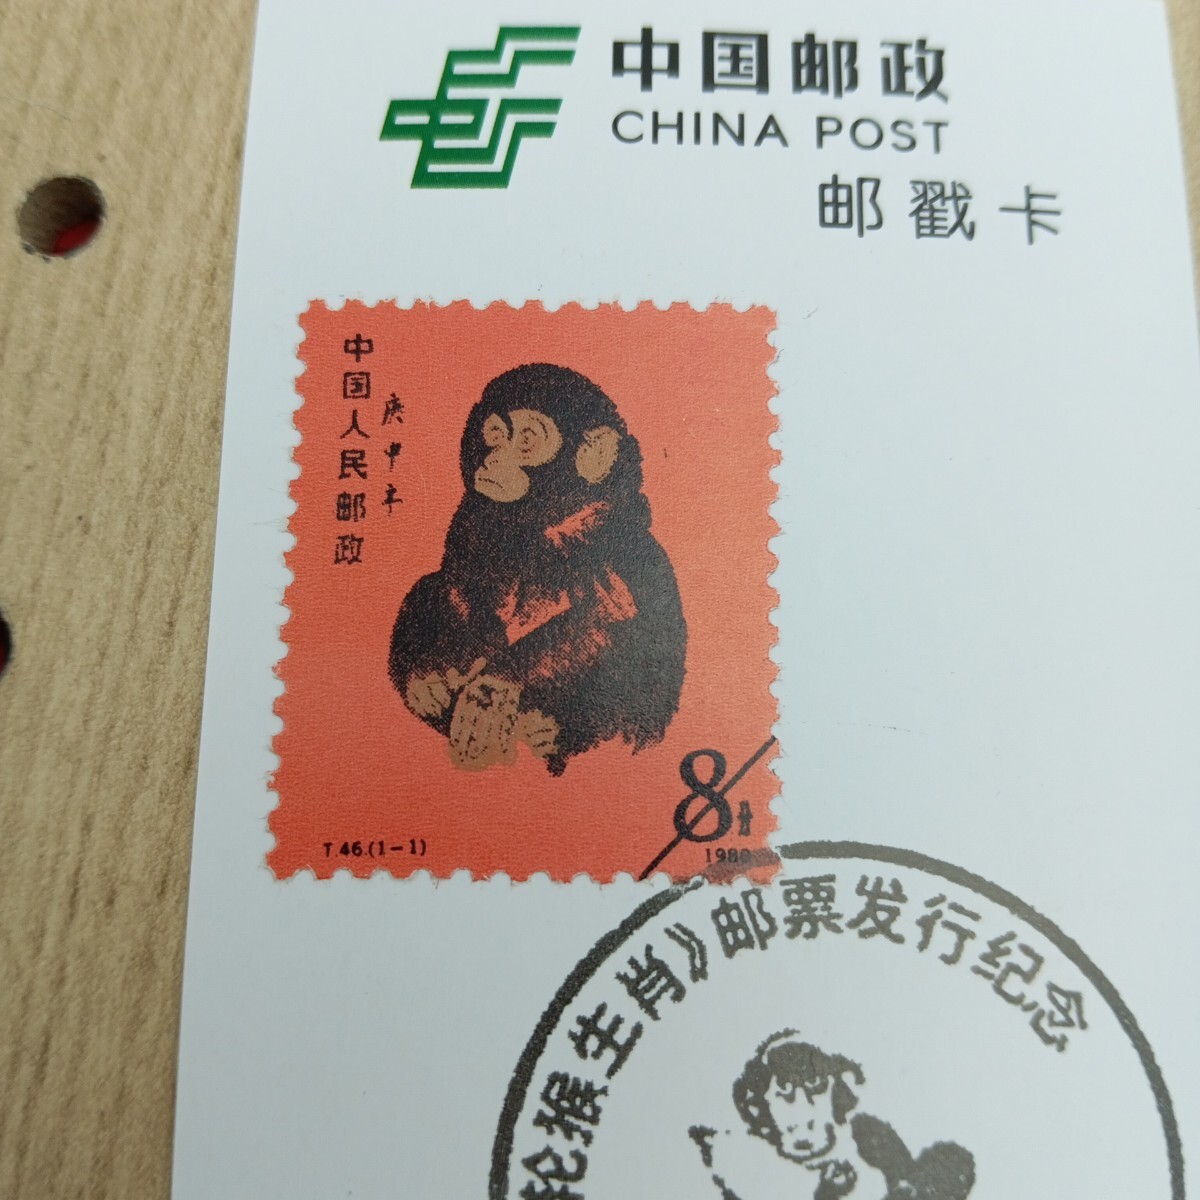 中国邮政
CHINA POST
邮戳卡
中国人民邮政
庚申年
8分
T.46.(1-1)
1980
轮猴生肖》邮票发行纪念